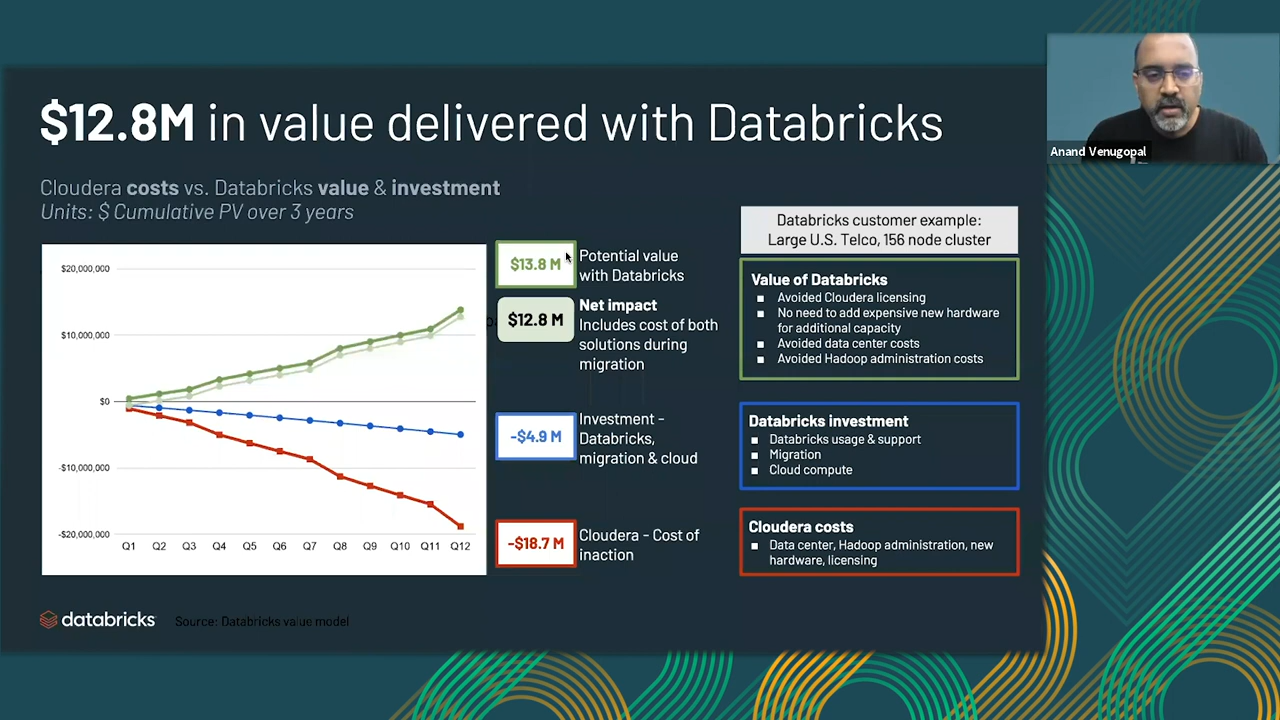 $12.8M in value delivered with Databricks
Anand Venugopal
Cloudera costs vs. Databricks value & investment
Units: $ Cumulative PV over 3 years
Databricks customer example:
Large U.S. Telco, 156 node cluster
$20,000,000
$10,000,000
$0
-$10,000,000
-$20,000,000
Q1 Q2 Q3 Q4 Q5 Q6 Q7 Q8 Q9 Q10 Q11 Q12
$13.8 M
Potential value
with Databricks
$12.8 M
Net impact
Includes cost of both
solutions during
migration
-$4.9 M
Investment -
Databricks,
migration & cloud
-$18.7 M
Cloudera - Cost of
inaction
Value of Databricks
Avoided Cloudera licensing
No need to add expensive new hardware
for additional capacity
Avoided data center costs
Avoided Hadoop administration costs
Databricks investment
Databricks usage & support
Migration
Cloud compute
Cloudera costs
Data center, Hadoop administration, new
hardware, licensing
databricks
Source: Databricks value model